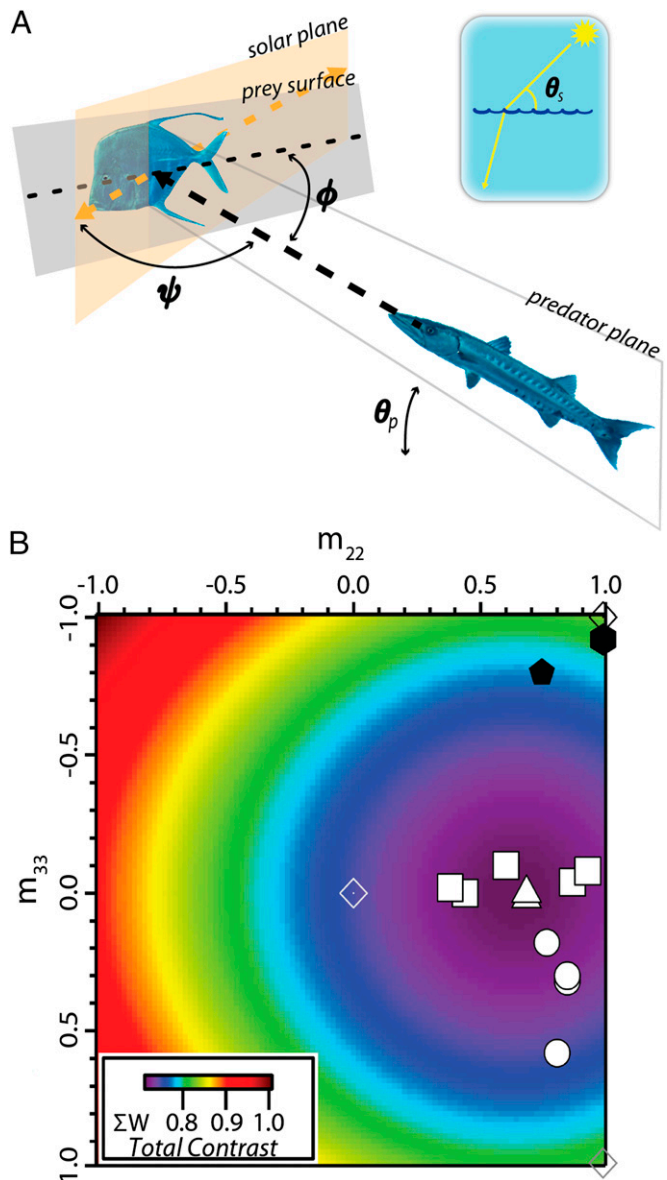 A
solar plane
prey surface
θs
ϕ
ψ
predator plane
θp
B
m22
-1.0 -0.5 0.0 0.5 1.0
m33
-1.0
-0.5
0.0
0.5
1.0
ΣW 0.8 0.9 1.0
Total Contrast